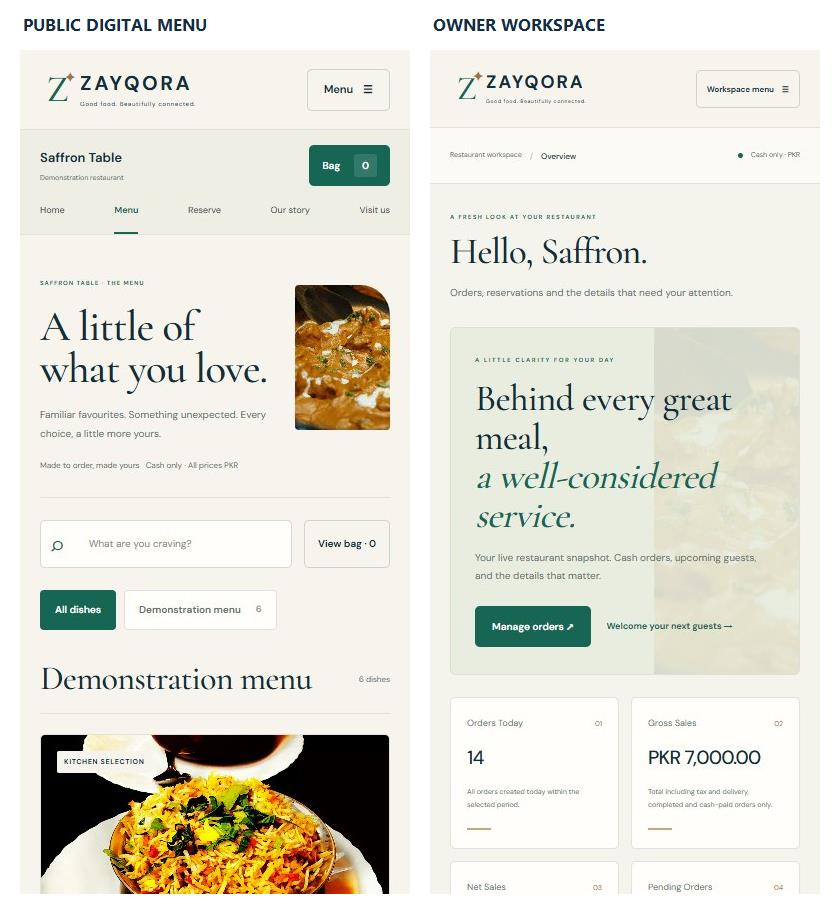 PUBLIC DIGITAL MENU
ZAYQORA
Good food. Beautifully connected.
Menu ☰
Saffron Table
Demonstration restaurant
Bag 0
Home Menu Reserve Our story Visit us
SAFFRON TABLE · THE MENU
A little of
what you love.
Familiar favourites. Something unexpected. Every
choice, a little more yours.
Made to order, made yours Cash only · All prices PKR
What are you craving?
View bag · 0
All dishes
Demonstration menu 6
Demonstration menu
6 dishes
KITCHEN SELECTION
OWNER WORKSPACE
ZAYQORA
Good food. Beautifully connected.
Workspace menu ☰
Restaurant workspace / Overview
Cash only · PKR
A FRESH LOOK AT YOUR RESTAURANT
Hello, Saffron.
Orders, reservations and the details that need your attention.
A LITTLE CLARITY FOR YOUR DAY
Behind every great
meal,
a well-considered
service.
Your live restaurant snapshot. Cash orders, upcoming guests,
and the details that matter.
Manage orders ↗
Welcome your next guests →
Orders Today 01
14
All orders created today within the
selected period.
Gross Sales 02
PKR 7,000.00
Total including tax and delivery,
completed and cash-paid orders only.
Net Sales 03
Pending Orders 04